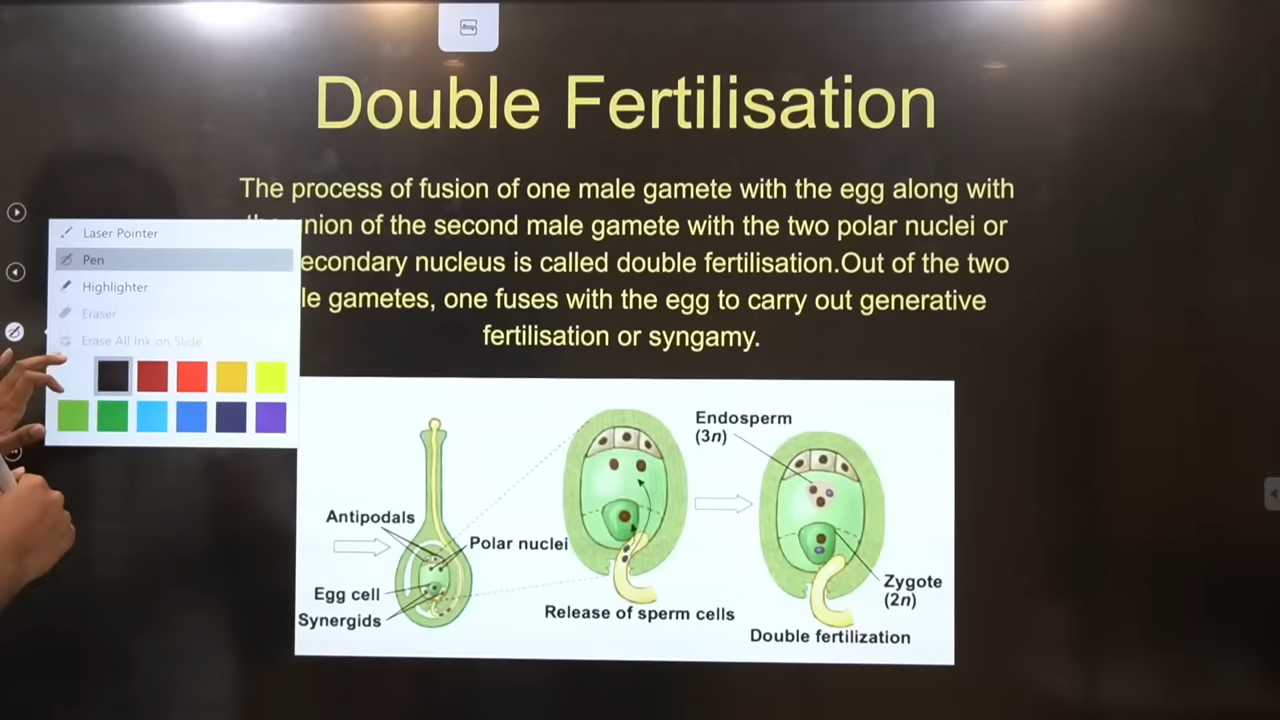 Double Fertilisation
The process of fusion of one male gamete with the egg along with
union of the second male gamete with the two polar nuclei or
secondary nucleus is called double fertilisation.Out of the two
gametes, one fuses with the egg to carry out generative
fertilisation or syngamy.
Laser Pointer
Pen
Highlighter
Eraser
Erase All Ink on Slide
Endosperm
(3n)
Antipodals
Polar nuclei
Egg cell
Synergids
Release of sperm cells
Zygote
(2n)
Double fertilization